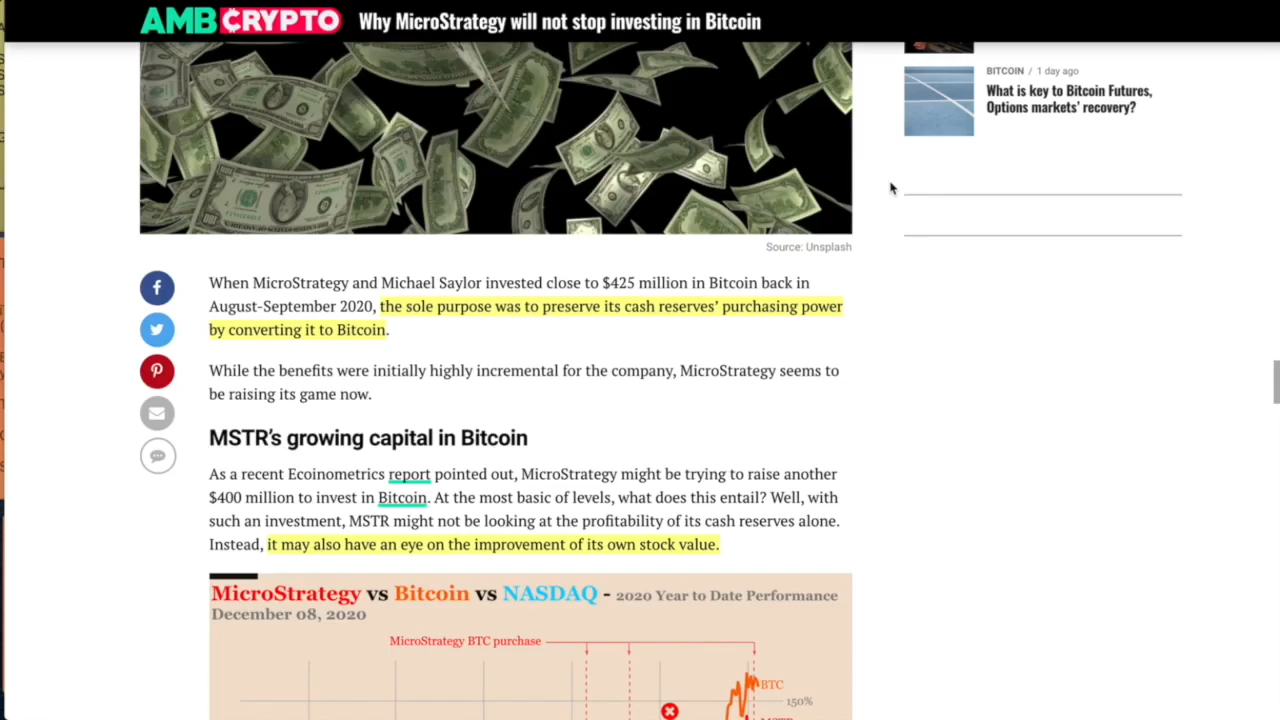 AMBCRYPTO Why MicroStrategy will not stop investing in Bitcoin
BITCOIN / 1 day ago
What is key to Bitcoin Futures,
Options markets' recovery?
Source: Unsplash
When MicroStrategy and Michael Saylor invested close to $425 million in Bitcoin back in
August-September 2020, the sole purpose was to preserve its cash reserves’ purchasing power
by converting it to Bitcoin.
While the benefits were initially highly incremental for the company, MicroStrategy seems to
be raising its game now.
MSTR’s growing capital in Bitcoin
As a recent Ecoinometrics report pointed out, MicroStrategy might be trying to raise another
$400 million to invest in Bitcoin. At the most basic of levels, what does this entail? Well, with
such an investment, MSTR might not be looking at the profitability of its cash reserves alone.
Instead, it may also have an eye on the improvement of its own stock value.
MicroStrategy vs Bitcoin vs NASDAQ - 2020 Year to Date Performance
December 08, 2020
MicroStrategy BTC purchase
BTC
150%